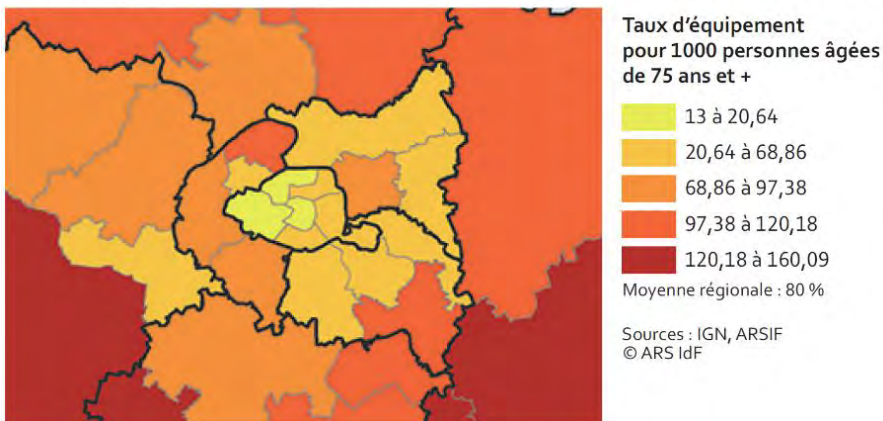 Taux d'équipement
pour 1000 personnes âgées
de 75 ans et +
13 à 20,64
20,64 à 68,86
68,86 à 97,38
97,38 à 120,18
120,18 à 160,09
Moyenne régionale : 80 %
Sources : IGN, ARSIF
© ARS IdF